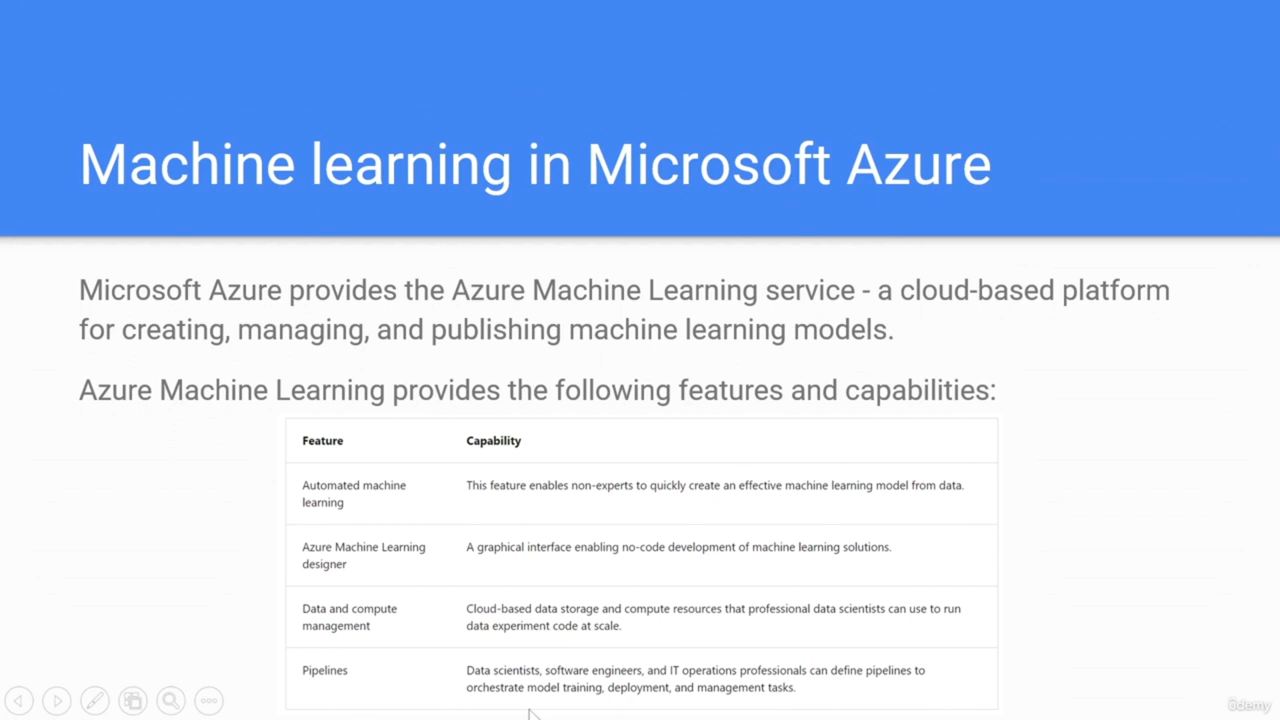 Machine learning in Microsoft Azure
Microsoft Azure provides the Azure Machine Learning service - a cloud-based platform
for creating, managing, and publishing machine learning models.
Azure Machine Learning provides the following features and capabilities:
Feature Capability
Automated machine
learning
This feature enables non-experts to quickly create an effective machine learning model from data.
Azure Machine Learning
designer
A graphical interface enabling no-code development of machine learning solutions.
Data and compute
management
Cloud-based data storage and compute resources that professional data scientists can use to run
data experiment code at scale.
Pipelines
Data scientists, software engineers, and IT operations professionals can define pipelines to
orchestrate model training, deployment, and management tasks.
ûdemy